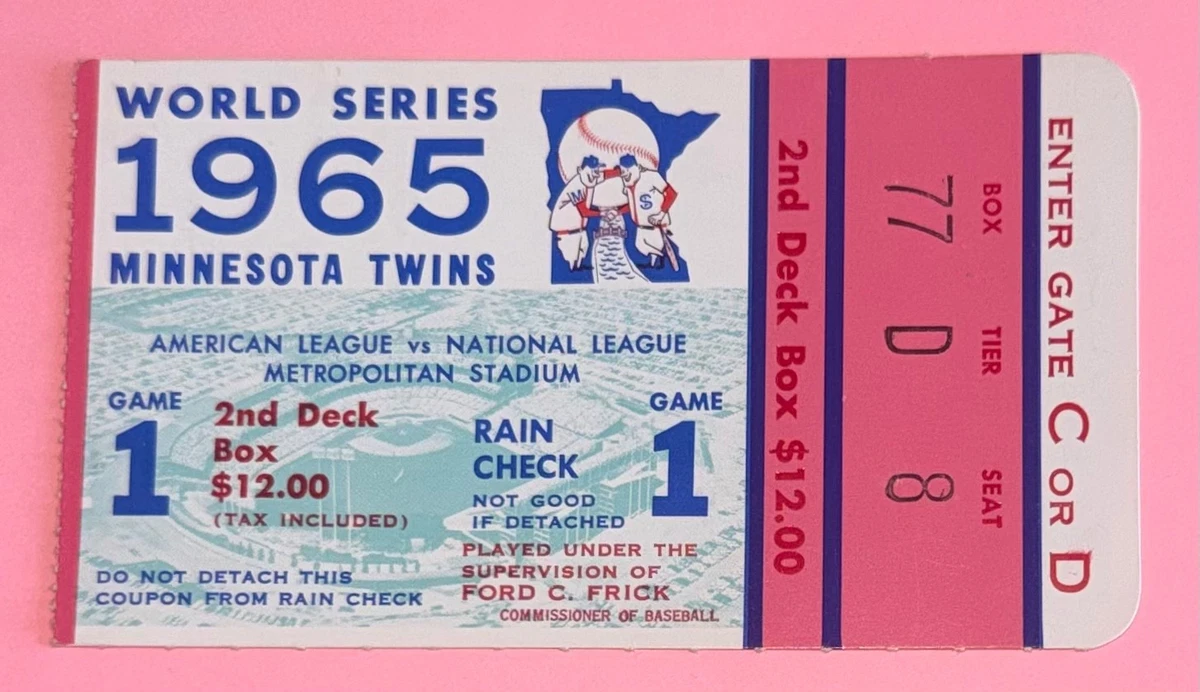 WORLD SERIES
1965
MINNESOTA TWINS
M
S
AMERICAN LEAGUE vs NATIONAL LEAGUE
METROPOLITAN STADIUM
GAME
1
2nd Deck
Box
$12.00
(TAX INCLUDED)
RAIN
CHECK
NOT GOOD
IF DETACHED
GAME
1
DO NOT DETACH THIS
COUPON FROM RAIN CHECK
PLAYED UNDER THE
SUPERVISION OF
FORD C. FRICK
COMMISSIONER OF BASEBALL
2nd Deck Box $12.00
BOX TIER SEAT
77 D 8
ENTER GATE C OR D